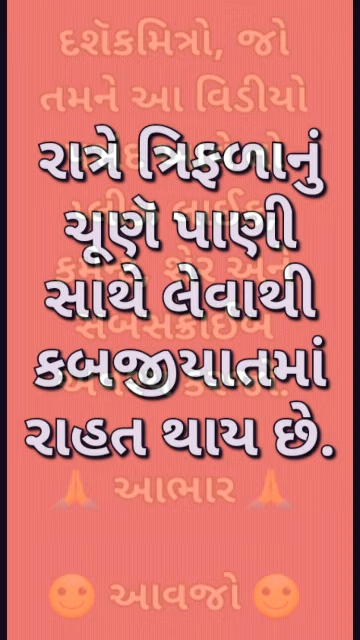 દર્શકમિત્રો, જો
તમને આ વિડીયો
રાત્રે ત્રિફળાનું
ચૂર્ણ પાણી
સાથે લેવાથી
કબજીયાતમાં
રાહત થાય છે.
🙏 આભાર 🙏
😊 આવજો 😊